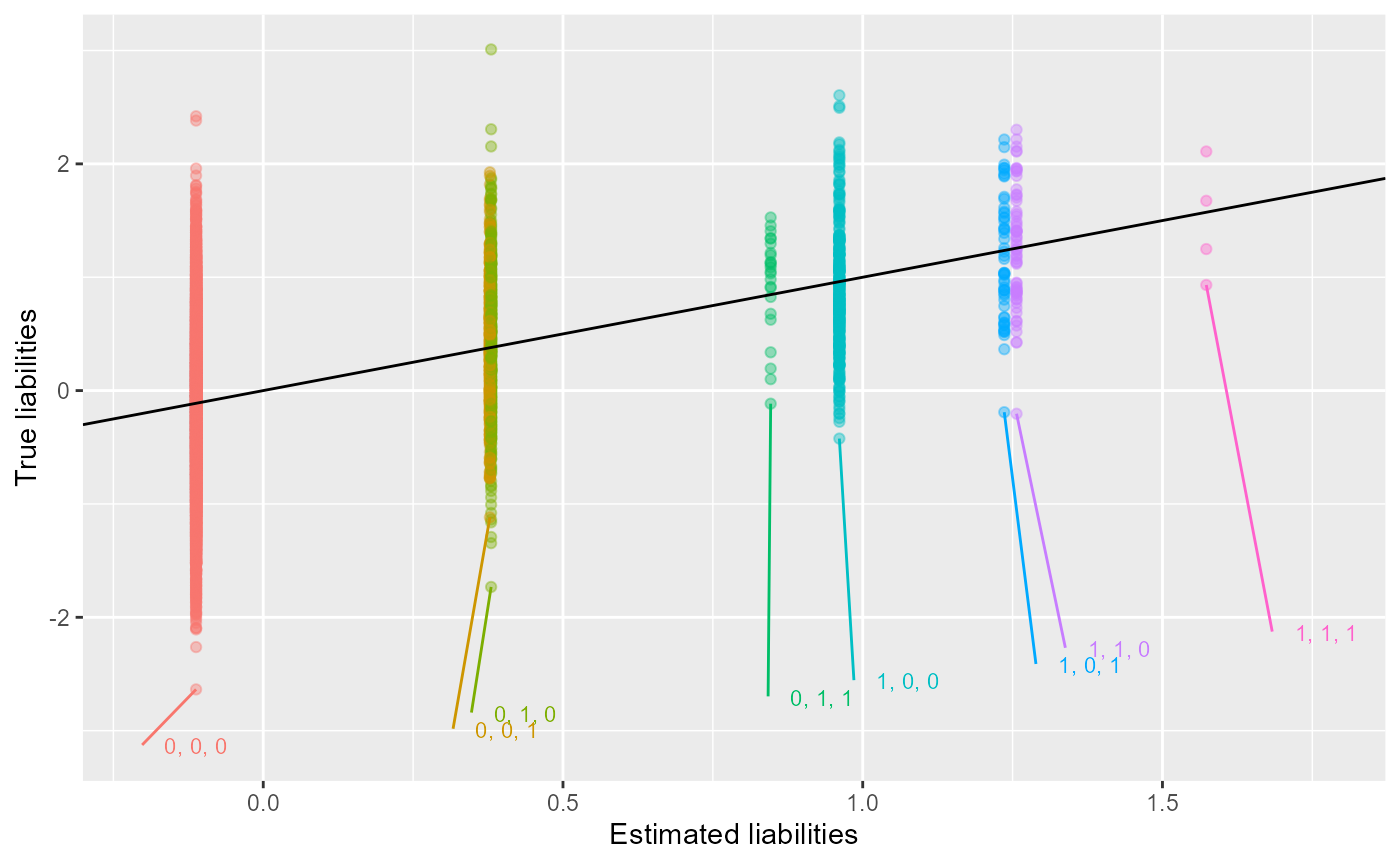 2
0
-2
True liabilities
1, 1, 1
1, 1, 0
1, 0, 1
1, 0, 0
0, 1, 1
0, 1, 0
0, 0, 1
0, 0, 0
0.0 0.5 1.0 1.5
Estimated liabilities